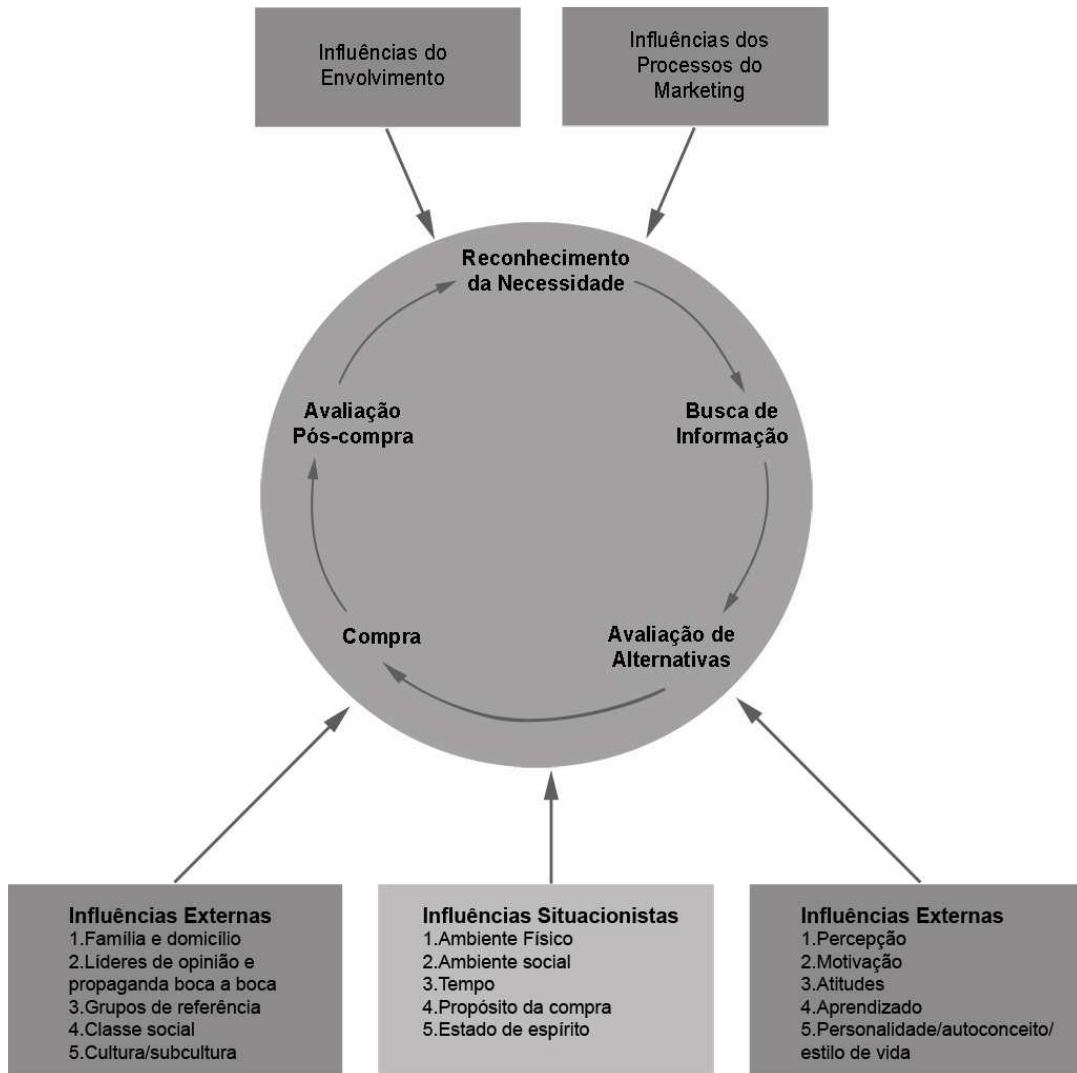 Influências do
Envolvimento
Influências dos
Processos do
Marketing
Reconhecimento
da Necessidade
Busca de
Informação
Avaliação de
Alternativas
Compra
Avaliação
Pós-compra
Influências Externas
1.Família e domicílio
2.Líderes de opinião e
propaganda boca a boca
3.Grupos de referência
4.Classe social
5.Cultura/subcultura
Influências Situacionistas
1.Ambiente Físico
2.Ambiente social
3.Tempo
4.Propósito da compra
5.Estado de espírito
Influências Externas
1.Percepção
2.Motivação
3.Atitudes
4.Aprendizado
5.Personalidade/autoconceito/
estilo de vida